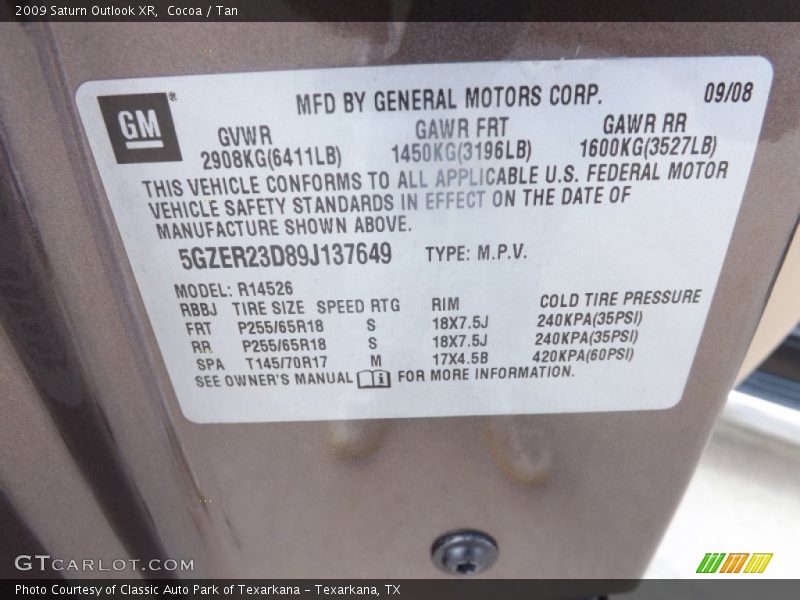 2009 Saturn Outlook XR, Cocoa / Tan
GM®
MFD BY GENERAL MOTORS CORP. 09/08
GVWR GAWR FRT GAWR RR
2908KG(6411LB) 1450KG(3196LB) 1600KG(3527LB)
THIS VEHICLE CONFORMS TO ALL APPLICABLE U.S. FEDERAL MOTOR
VEHICLE SAFETY STANDARDS IN EFFECT ON THE DATE OF
MANUFACTURE SHOWN ABOVE.
5GZER23D89J137649 TYPE: M.P.V.
MODEL: R14526
RBBJ TIRE SIZE SPEED RTG RIM COLD TIRE PRESSURE
FRT P255/65R18 S 18X7.5J 240KPA(35PSI)
RR P255/65R18 S 18X7.5J 240KPA(35PSI)
SPA T145/70R17 M 17X4.5B 420KPA(60PSI)
SEE OWNER'S MANUAL i FOR MORE INFORMATION.
GTCARLOT.COM
Photo Courtesy of Classic Auto Park of Texarkana - Texarkana, TX